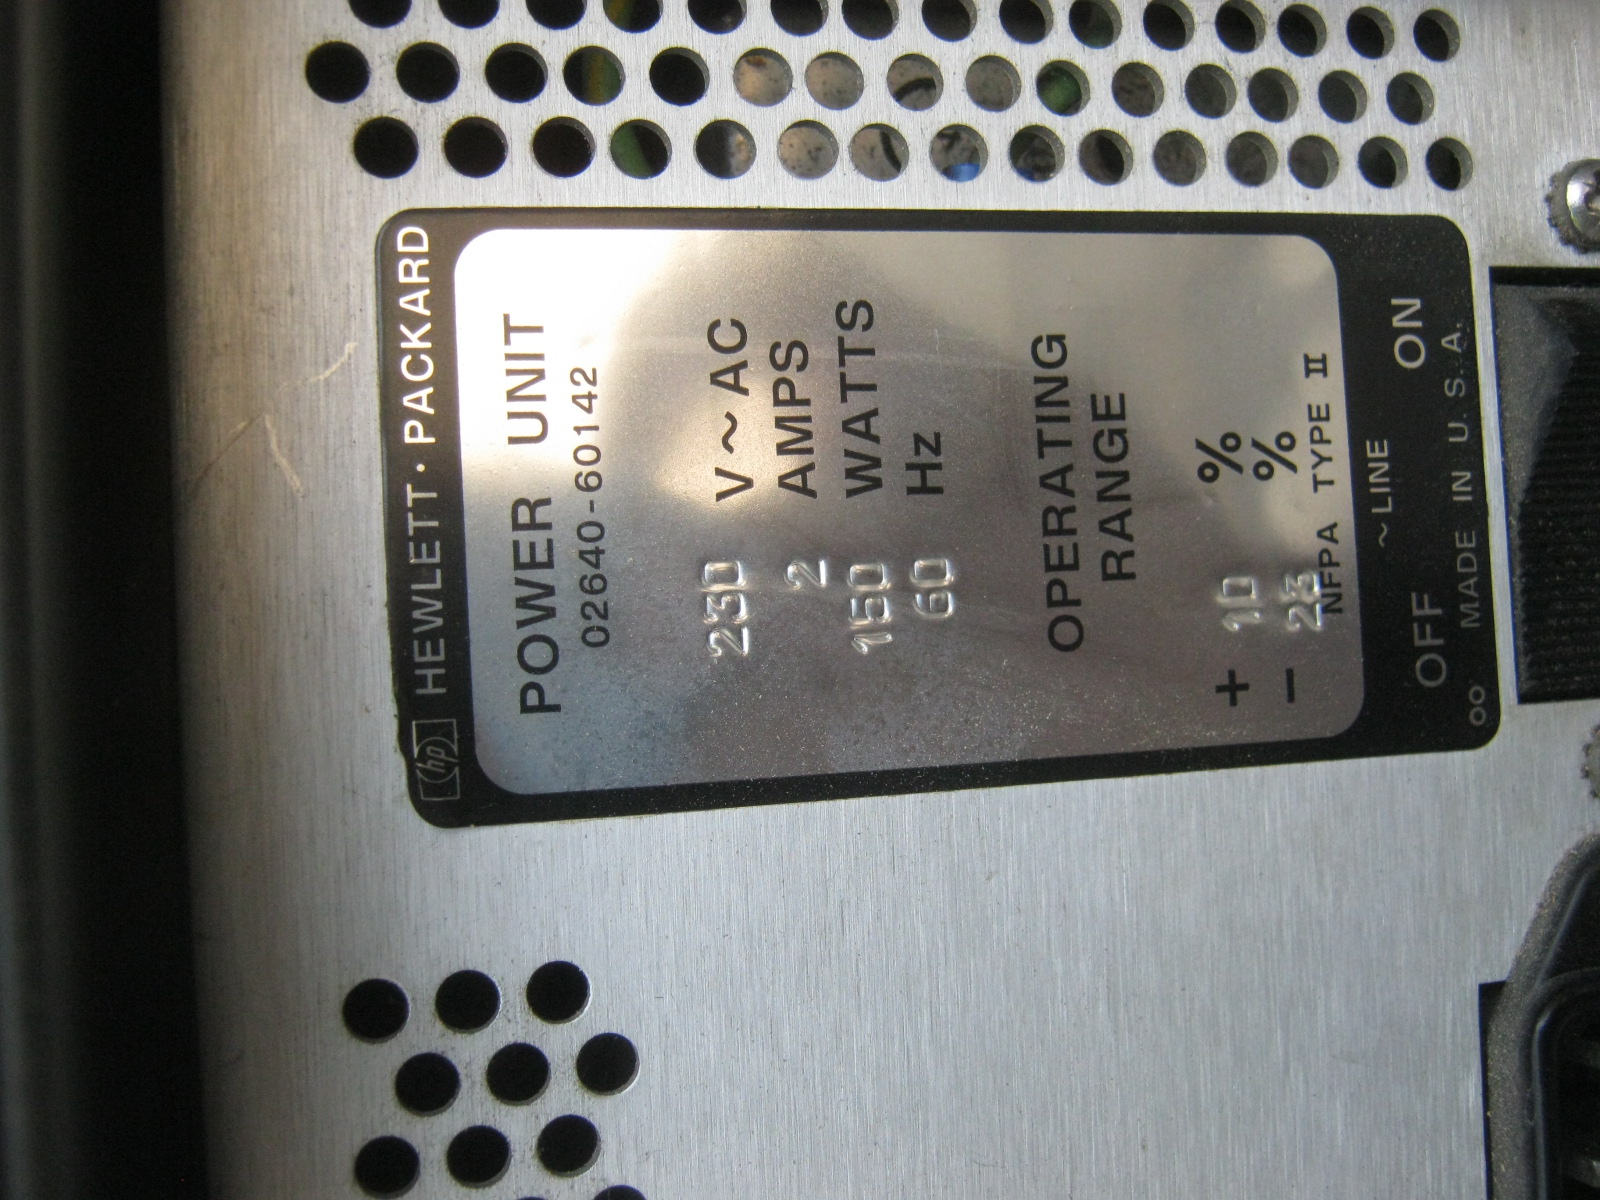 hp HEWLETT · PACKARD
POWER UNIT
02640-60142
230 V~AC
2 AMPS
150 WATTS
60 Hz
OPERATING
RANGE
+ 10 %
- 23 %
NFPA TYPE II
~LINE
OFF ON
MADE IN U.S.A.